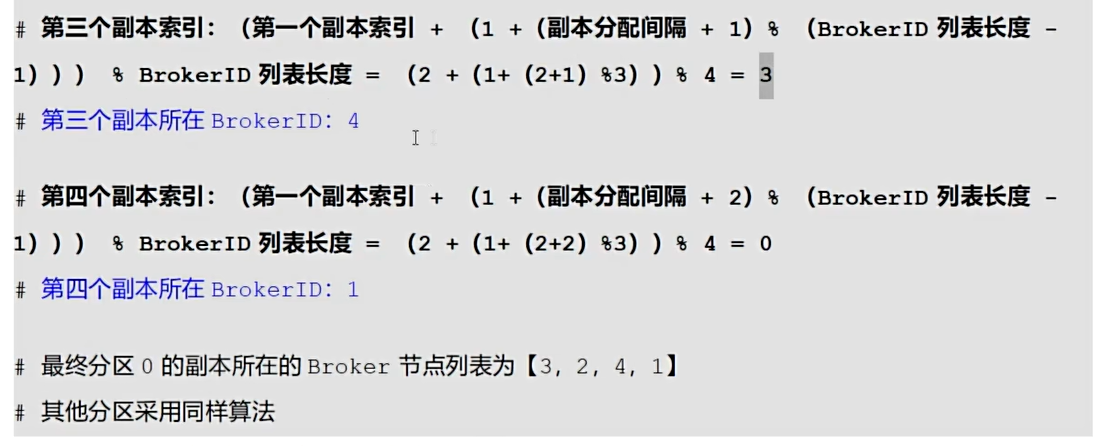 # 第三个副本索引: (第一个副本索引 + (1 +(副本分配间隔 + 1) % (BrokerID 列表长度 -
1) ) ) % BrokerID 列表长度 = (2 + (1+ (2+1) %3) ) % 4 = 3
# 第三个副本所在 BrokerID: 4
# 第四个副本索引: (第一个副本索引 + (1 +(副本分配间隔 + 2) % (BrokerID 列表长度 -
1) ) ) % BrokerID 列表长度 = (2 + (1+ (2+2) %3) ) % 4 = 0
# 第四个副本所在 BrokerID: 1
# 最终分区 0 的副本所在的 Broker 节点列表为【3, 2, 4, 1】
# 其他分区采用同样算法